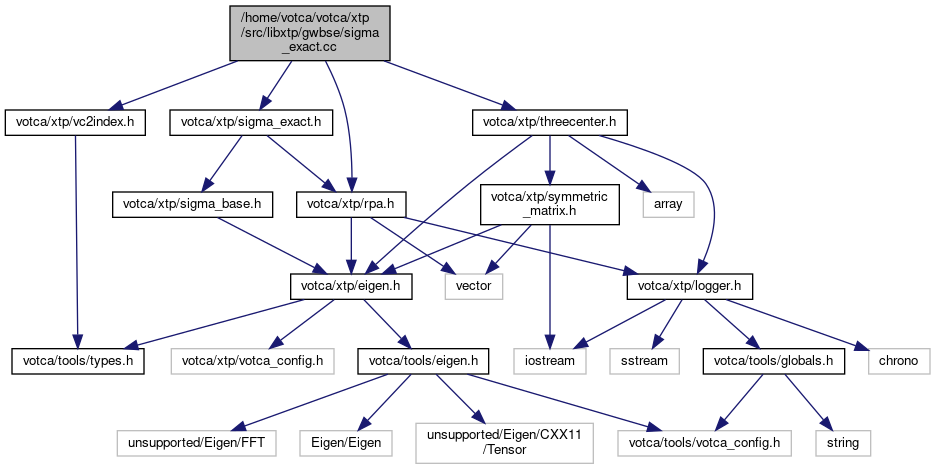 /home/votca/votca/xtp
/src/libxtp/gwbse/sigma
_exact.cc
votca/xtp/vc2index.h
votca/xtp/sigma_exact.h
votca/xtp/threecenter.h
votca/xtp/sigma_base.h
votca/xtp/rpa.h
votca/xtp/symmetric
_matrix.h
array
votca/xtp/eigen.h
vector
votca/xtp/logger.h
votca/tools/types.h
votca/xtp/votca_config.h
votca/tools/eigen.h
iostream
sstream
votca/tools/globals.h
chrono
unsupported/Eigen/FFT
Eigen/Eigen
unsupported/Eigen/CXX11
/Tensor
votca/tools/votca_config.h
string